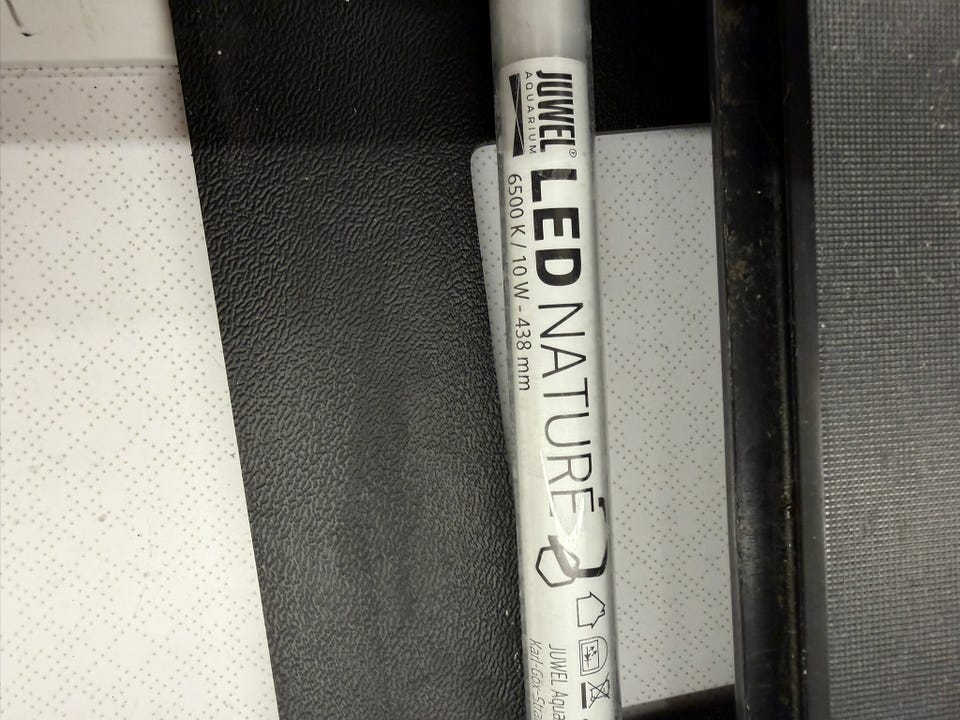 JUWEL®
AQUARIUM
LED NATURE
6500 K / 10 W - 438 mm
JUWEL Aqua
Karl-Göx-Stra